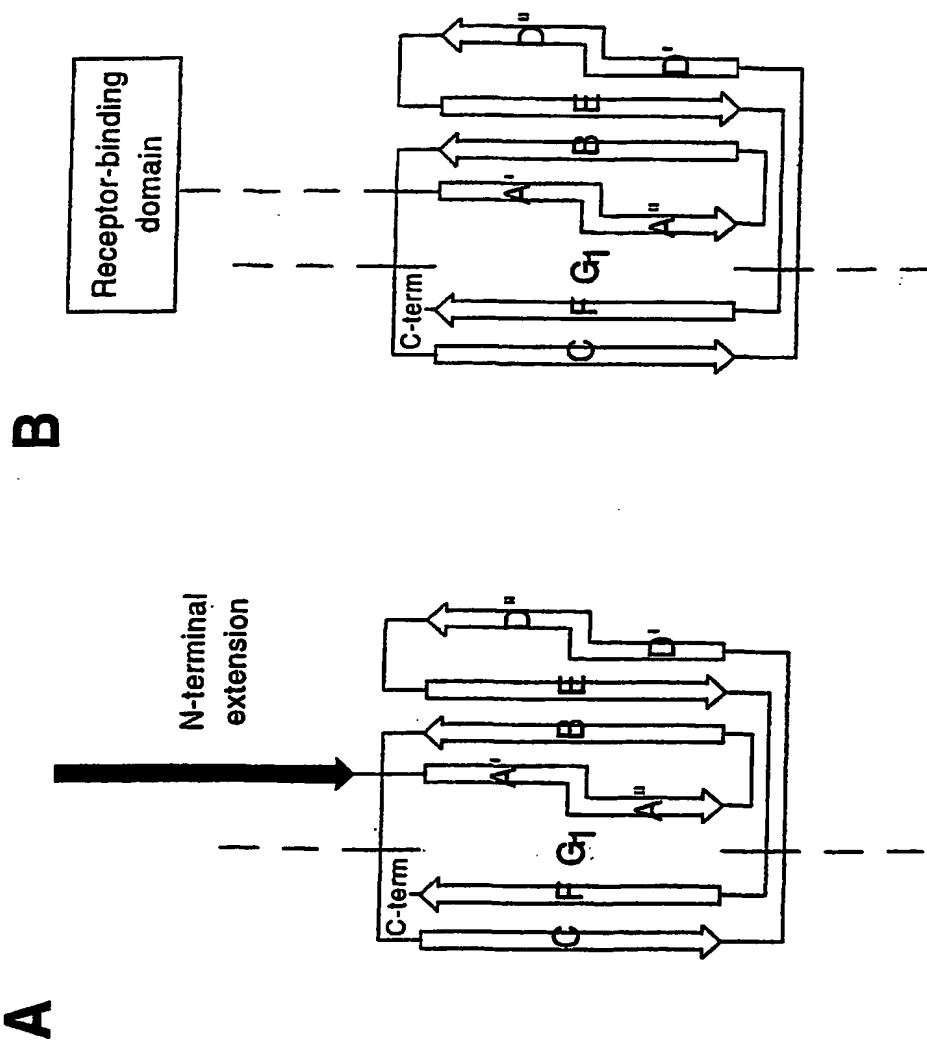 A
N-terminal
extension
C-term
C
F
G1
A'
A"
B
E
D"
D'
B
Receptor-binding
domain
C-term
C
F
G1
A'
A"
B
E
D"
D'